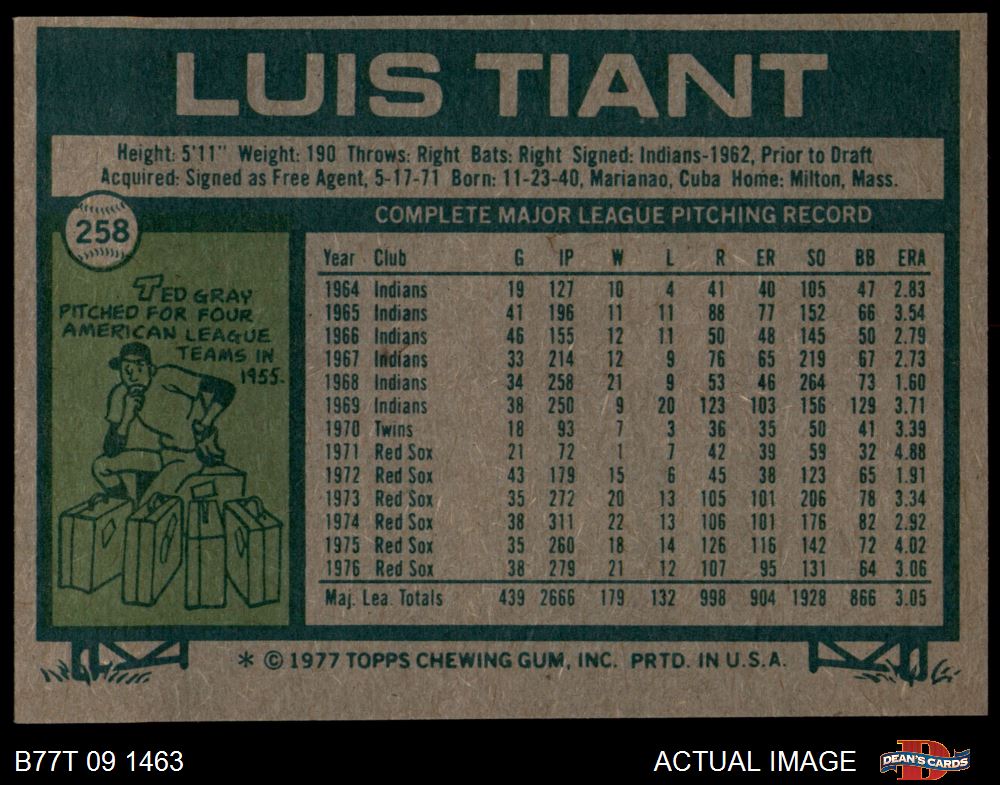 LUIS TIANT
Height: 5'11" Weight: 190 Throws: Right Bats: Right Signed: Indians-1962, Prior to Draft
Acquired: Signed as Free Agent, 5-17-71 Born: 11-23-40, Marianao, Cuba Home: Milton, Mass.
258
TED GRAY
PITCHED FOR FOUR
AMERICAN LEAGUE
TEAMS IN
1955.
COMPLETE MAJOR LEAGUE PITCHING RECORD
Year Club G IP W L R ER SO BB ERA
1964 Indians 19 127 10 4 41 40 105 47 2.83
1965 Indians 41 196 11 11 88 77 152 66 3.54
1966 Indians 46 155 12 11 50 48 145 50 2.79
1967 Indians 33 214 12 9 76 65 219 67 2.73
1968 Indians 34 258 21 9 53 46 264 73 1.60
1969 Indians 38 250 9 20 123 103 156 129 3.71
1970 Twins 18 93 7 3 36 35 50 41 3.39
1971 Red Sox 21 72 1 7 42 39 59 32 4.88
1972 Red Sox 43 179 15 6 45 38 123 65 1.91
1973 Red Sox 35 272 20 13 105 101 206 78 3.34
1974 Red Sox 38 311 22 13 106 101 176 82 2.92
1975 Red Sox 35 260 18 14 126 116 142 72 4.02
1976 Red Sox 38 279 21 12 107 95 131 64 3.06
Maj. Lea. Totals 439 2666 179 132 998 904 1928 866 3.05
* © 1977 TOPPS CHEWING GUM, INC. PRTD. IN U.S.A.
B77T 09 1463
ACTUAL IMAGE
D
DEAN'S CARDS